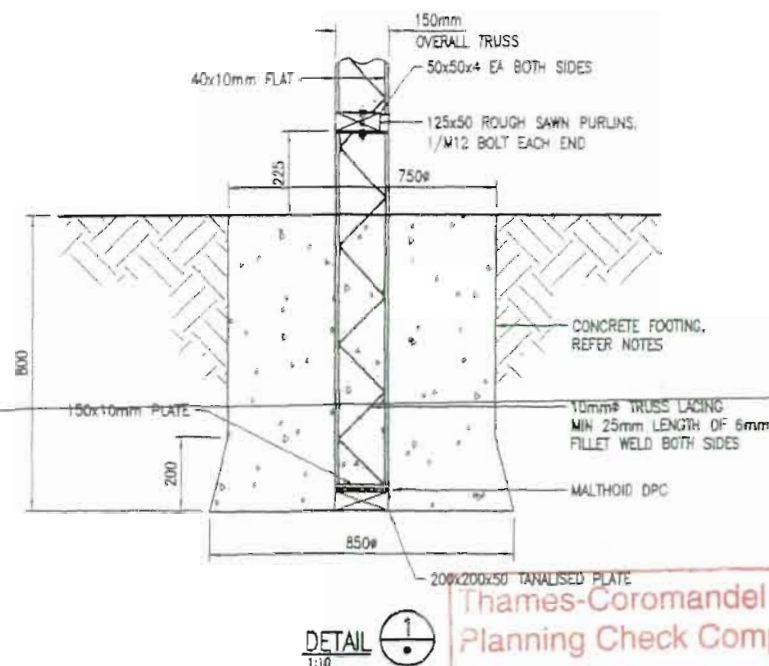 150mm
OVERALL TRUSS
50x50x4 EA BOTH SIDES
40x10mm FLAT
125x50 ROUGH SAWN PURLINS,
1/M12 BOLT EACH END
225
750ø
800
CONCRETE FOOTING,
REFER NOTES
150x10mm PLATE
10mmø TRUSS LACING
MIN 25mm LENGTH OF 6mm
FILLET WELD BOTH SIDES
200
MALTHOID DPC
850ø
200x200x50 TANALISED PLATE
DETAIL 1
1:10
Thames-Coromandel
Planning Check Comp